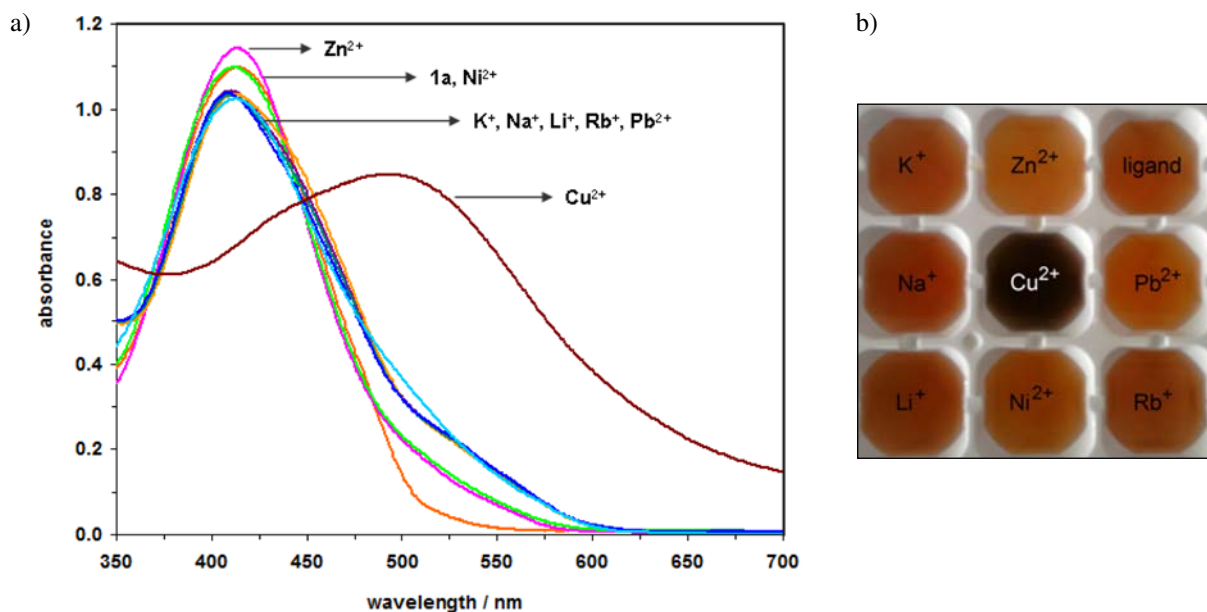 a)
1.2
1.0
0.8
0.6
0.4
0.2
0.0
absorbance
350
400
450
500
550
600
650
700
wavelength / nm
Zn²⁺
1a, Ni²⁺
K⁺, Na⁺, Li⁺, Rb⁺, Pb²⁺
Cu²⁺
b)
K⁺
Zn²⁺
ligand
Na⁺
Cu²⁺
Pb²⁺
Li⁺
Ni²⁺
Rb⁺